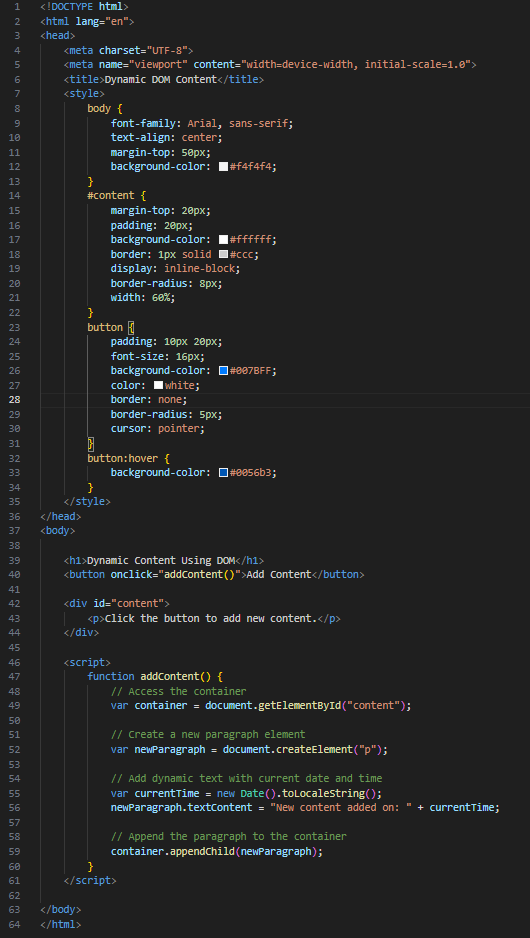 1 <!DOCTYPE html>
2 <html lang="en">
3 <head>
4     <meta charset="UTF-8">
5     <meta name="viewport" content="width=device-width, initial-scale=1.0">
6     <title>Dynamic DOM Content</title>
7     <style>
8         body {
9             font-family: Arial, sans-serif;
10             text-align: center;
11             margin-top: 50px;
12             background-color: #f4f4f4;
13         }
14         #content {
15             margin-top: 20px;
16             padding: 20px;
17             background-color: #ffffff;
18             border: 1px solid #ccc;
19             display: inline-block;
20             border-radius: 8px;
21             width: 60%;
22         }
23         button {
24             padding: 10px 20px;
25             font-size: 16px;
26             background-color: #007BFF;
27             color: white;
28             border: none;
29             border-radius: 5px;
30             cursor: pointer;
31         }
32         button:hover {
33             background-color: #0056b3;
34         }
35     </style>
36 </head>
37 <body>
38
39     <h1>Dynamic Content Using DOM</h1>
40     <button onclick="addContent()">Add Content</button>
41
42     <div id="content">
43         <p>Click the button to add new content.</p>
44     </div>
45
46     <script>
47         function addContent() {
48             // Access the container
49             var container = document.getElementById("content");
50
51             // Create a new paragraph element
52             var newParagraph = document.createElement("p");
53
54             // Add dynamic text with current date and time
55             var currentTime = new Date().toLocaleString();
56             newParagraph.textContent = "New content added on: " + currentTime;
57
58             // Append the paragraph to the container
59             container.appendChild(newParagraph);
60         }
61     </script>
62
63 </body>
64 </html>